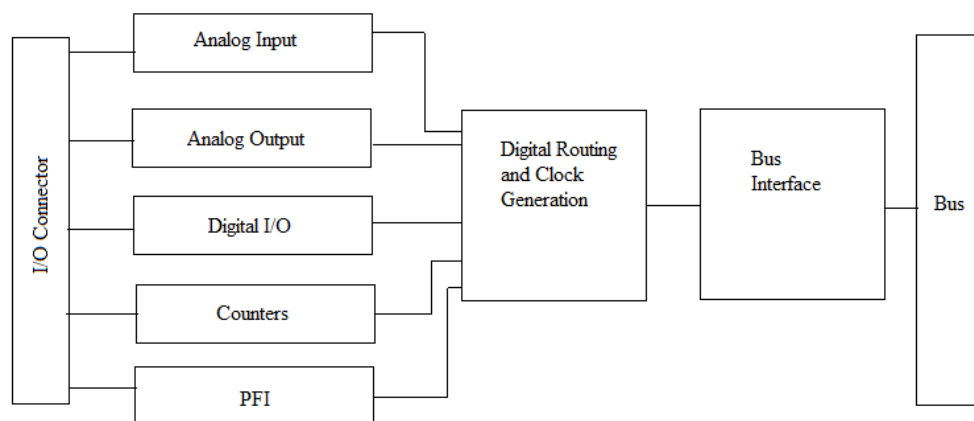 I/O Connector
Analog Input
Analog Output
Digital I/O
Counters
PFI
Digital Routing
and Clock
Generation
Bus
Interface
Bus